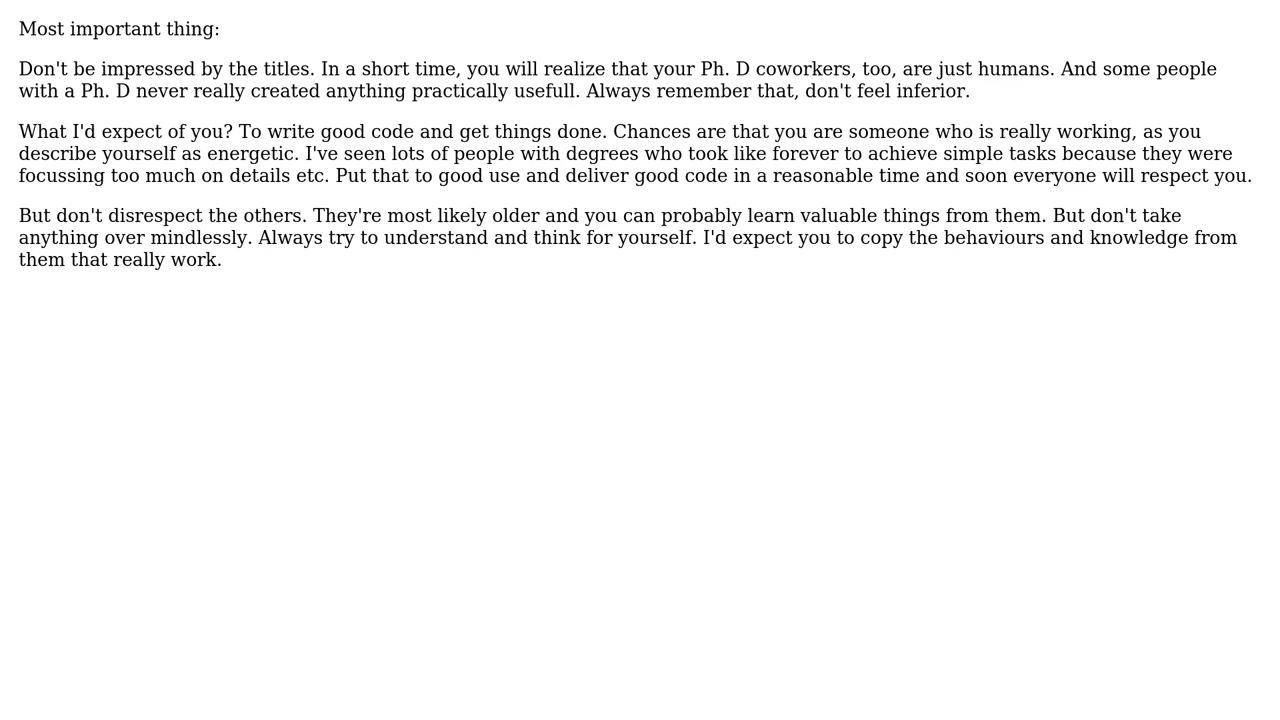 Most important thing:
Don't be impressed by the titles. In a short time, you will realize that your Ph. D coworkers, too, are just humans. And some people
with a Ph. D never really created anything practically usefull. Always remember that, don't feel inferior.
What I'd expect of you? To write good code and get things done. Chances are that you are someone who is really working, as you
describe yourself as energetic. I've seen lots of people with degrees who took like forever to achieve simple tasks because they were
focussing too much on details etc. Put that to good use and deliver good code in a reasonable time and soon everyone will respect you.
But don't disrespect the others. They're most likely older and you can probably learn valuable things from them. But don't take
anything over mindlessly. Always try to understand and think for yourself. I'd expect you to copy the behaviours and knowledge from
them that really work.